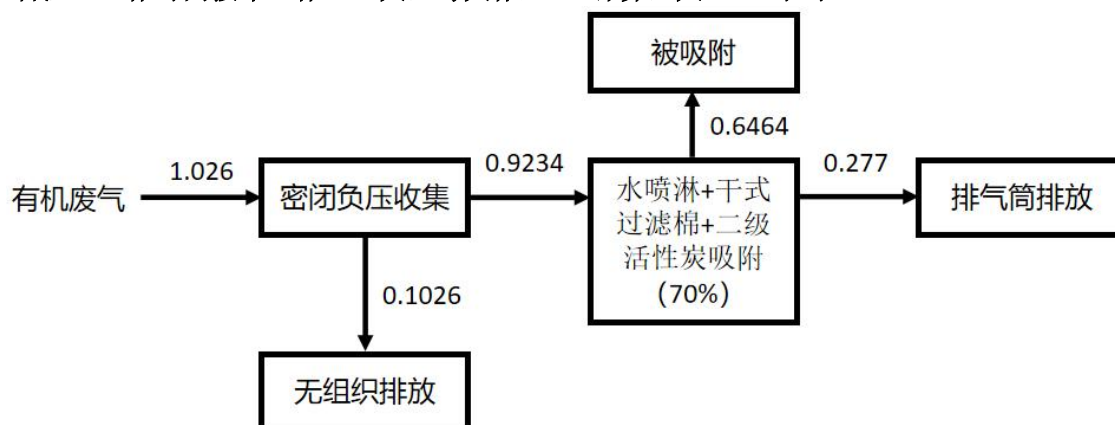 被吸附
0.6464
1.026
0.9234
0.277
有机废气
密闭负压收集
水喷淋+干式
过滤棉+二级
活性炭吸附
(70%)
排气筒排放
0.1026
无组织排放